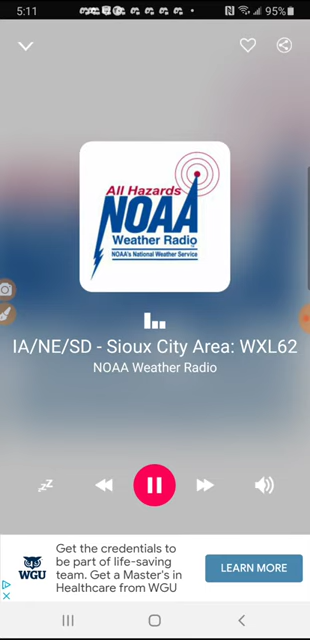 5:11
95%
All Hazards
NOAA
Weather Radio
NOAA's National Weather Service
IA/NE/SD - Sioux City Area: WXL62
NOAA Weather Radio
Get the credentials to
be part of life-saving
team. Get a Master's in
Healthcare from WGU
WGU
LEARN MORE